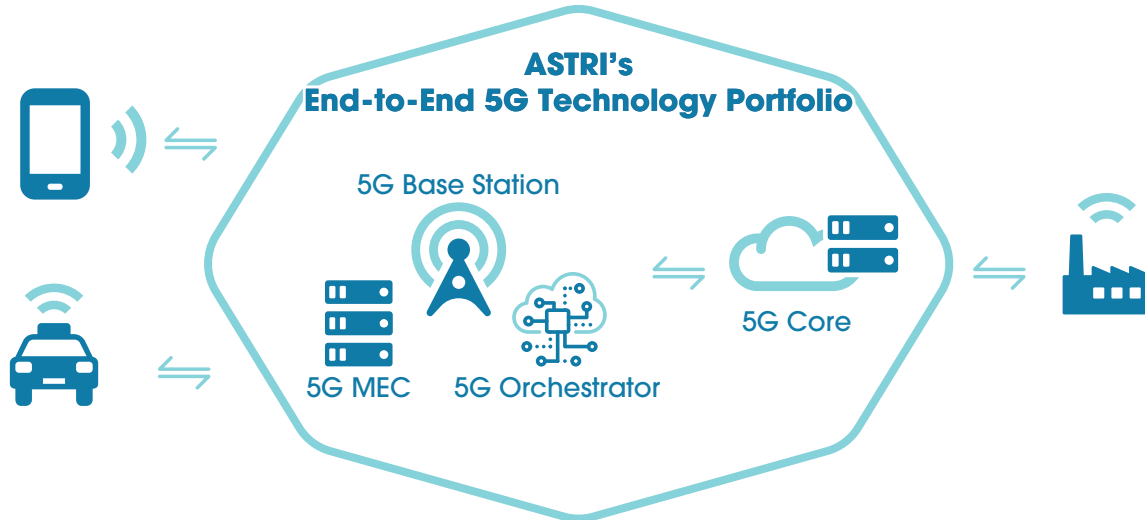 ASTRI's
End-to-End 5G Technology Portfolio
5G Base Station
5G MEC
5G Orchestrator
5G Core